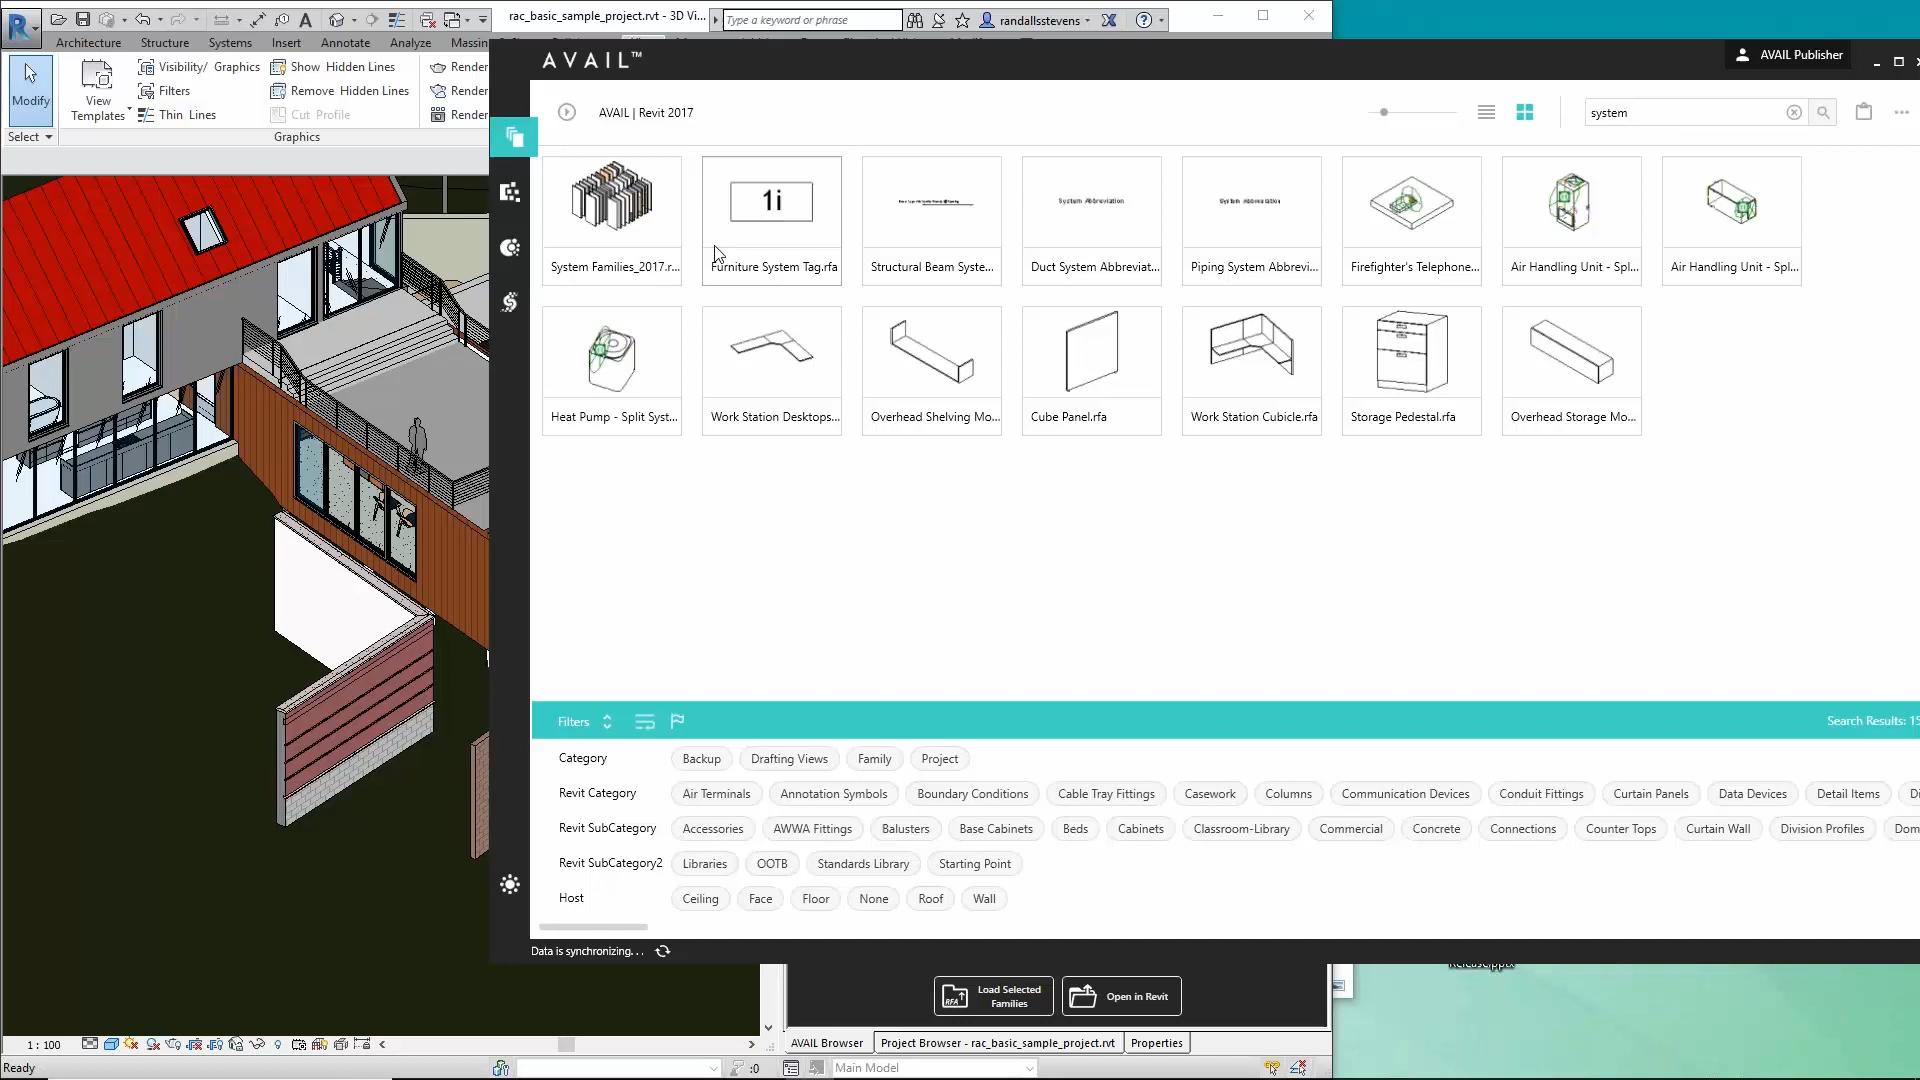 rac_basic_sample_project.rvt - 3D Vi...
Type a keyword or phrase
randallsstevens
Architecture Structure Systems Insert Annotate Analyze Massin
Modify
View
Templates
Visibility/ Graphics
Filters
Thin Lines
Show Hidden Lines
Remove Hidden Lines
Cut Profile
Render
Render
Render
Select
Graphics
AVAIL™
AVAIL Publisher
AVAIL | Revit 2017
system
1i
System Abbreviation
System Abbreviation
System Families_2017.r...
Furniture System Tag.rfa
Structural Beam Syste...
Duct System Abbreviat...
Piping System Abbrevi...
Firefighter's Telephone...
Air Handling Unit - Spl...
Air Handling Unit - Spl...
Heat Pump - Split Syst...
Work Station Desktops...
Overhead Shelving Mo...
Cube Panel.rfa
Work Station Cubicle.rfa
Storage Pedestal.rfa
Overhead Storage Mo...
Filters
Search Results: 15
Category Backup Drafting Views Family Project
Revit Category Air Terminals Annotation Symbols Boundary Conditions Cable Tray Fittings Casework Columns Communication Devices Conduit Fittings Curtain Panels Data Devices Detail Items Di
Revit SubCategory Accessories AWWA Fittings Balusters Base Cabinets Beds Cabinets Classroom-Library Commercial Concrete Connections Counter Tops Curtain Wall Division Profiles Dom
Revit SubCategory2 Libraries OOTB Standards Library Starting Point
Host Ceiling Face Floor None Roof Wall
Data is synchronizing. . .
Load Selected
Families
Open in Revit
1 : 100
AVAIL Browser Project Browser - rac_basic_sample_project.rvt Properties
Ready
:0
Main Model